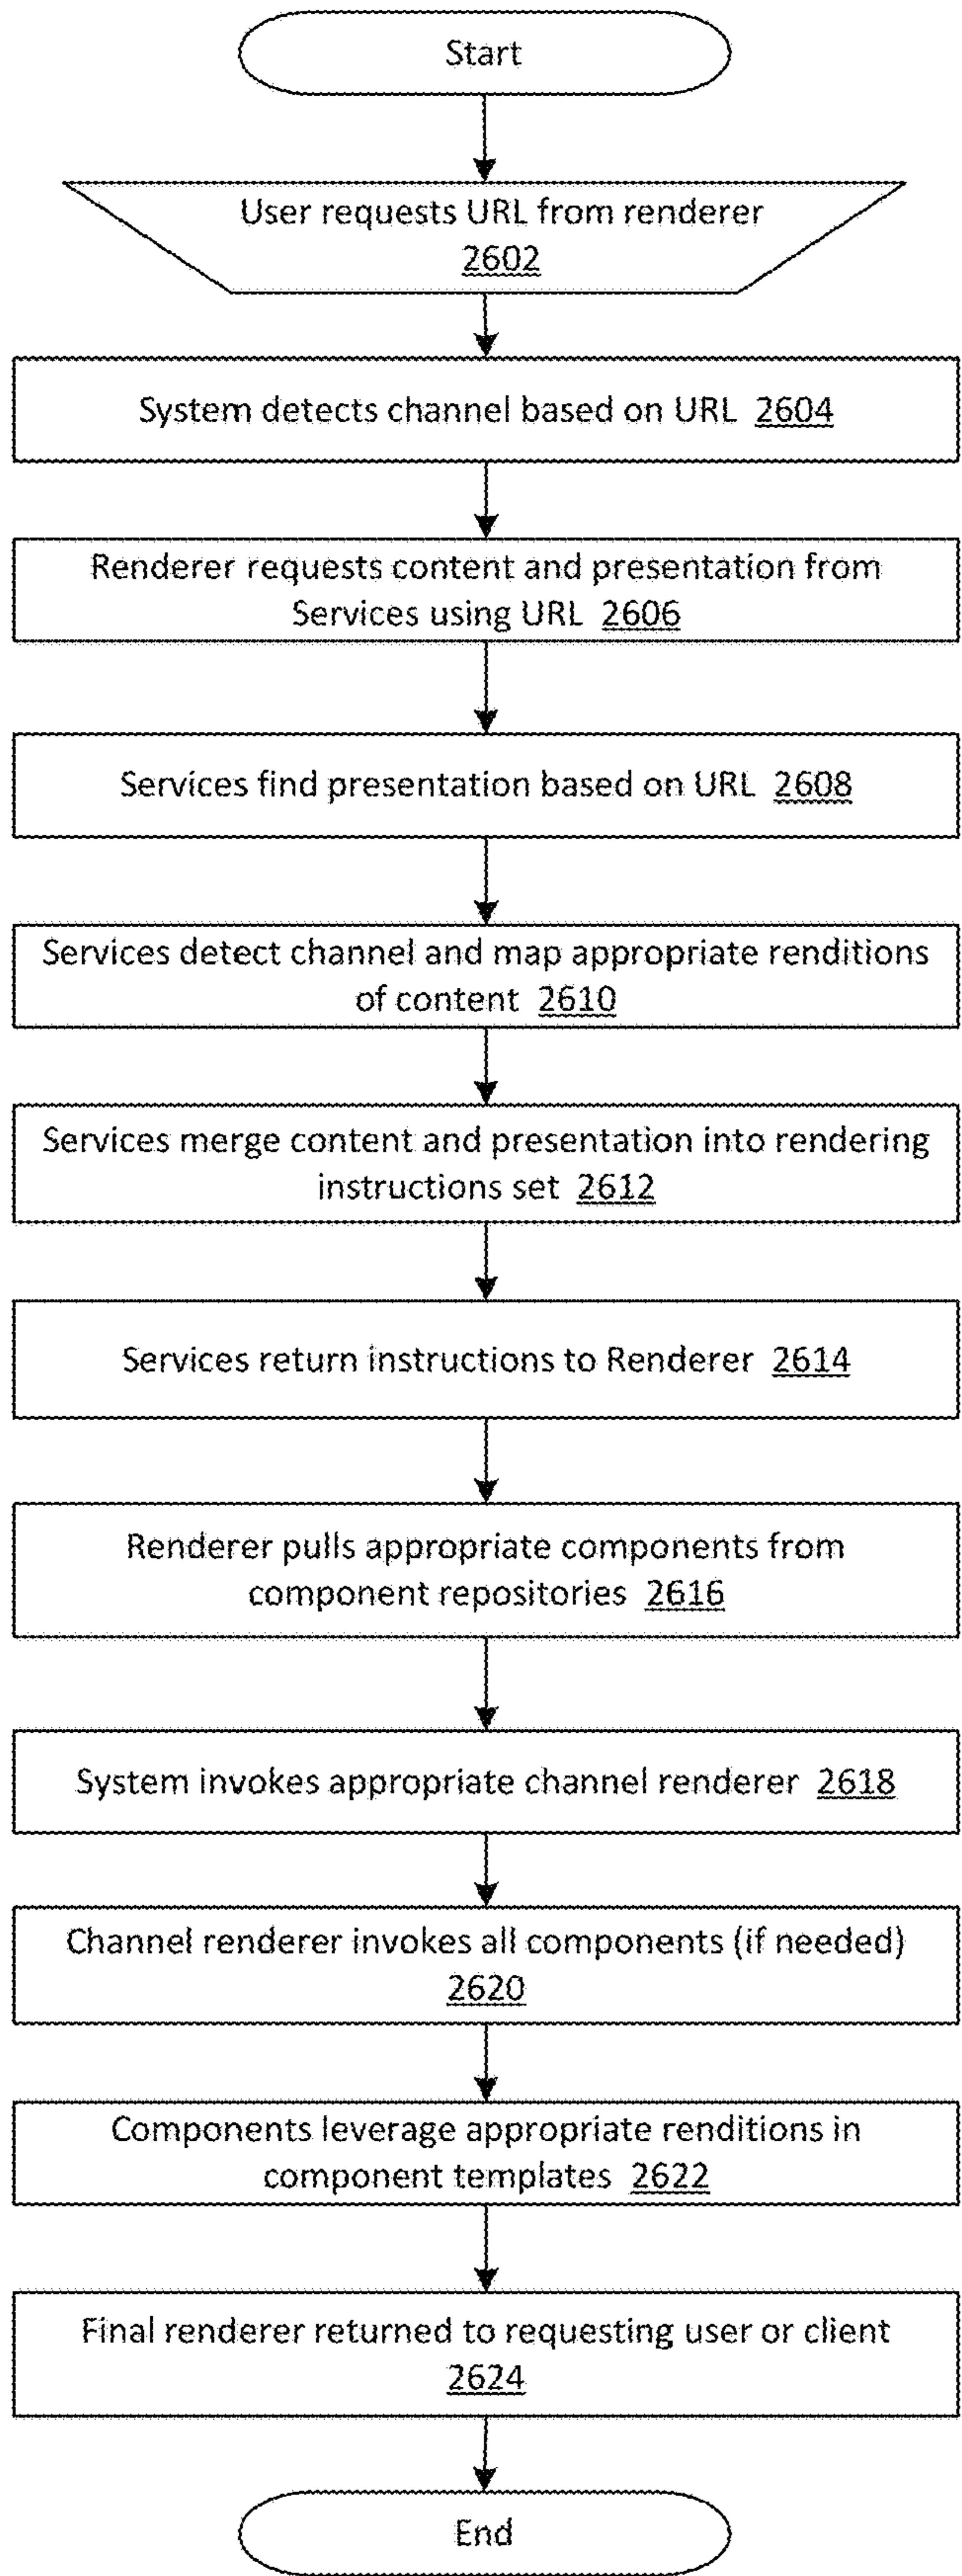 Start
User requests URL from renderer
2602
System detects channel based on URL 2604
Renderer requests content and presentation from
Services using URL 2606
Services find presentation based on URL 2608
Services detect channel and map appropriate renditions
of content 2610
Services merge content and presentation into rendering
instructions set 2612
Services return instructions to Renderer 2614
Renderer pulls appropriate components from
component repositories 2616
System invokes appropriate channel renderer 2618
Channel renderer invokes all components (if needed)
2620
Components leverage appropriate renditions in
component templates 2622
Final renderer returned to requesting user or client
2624
End